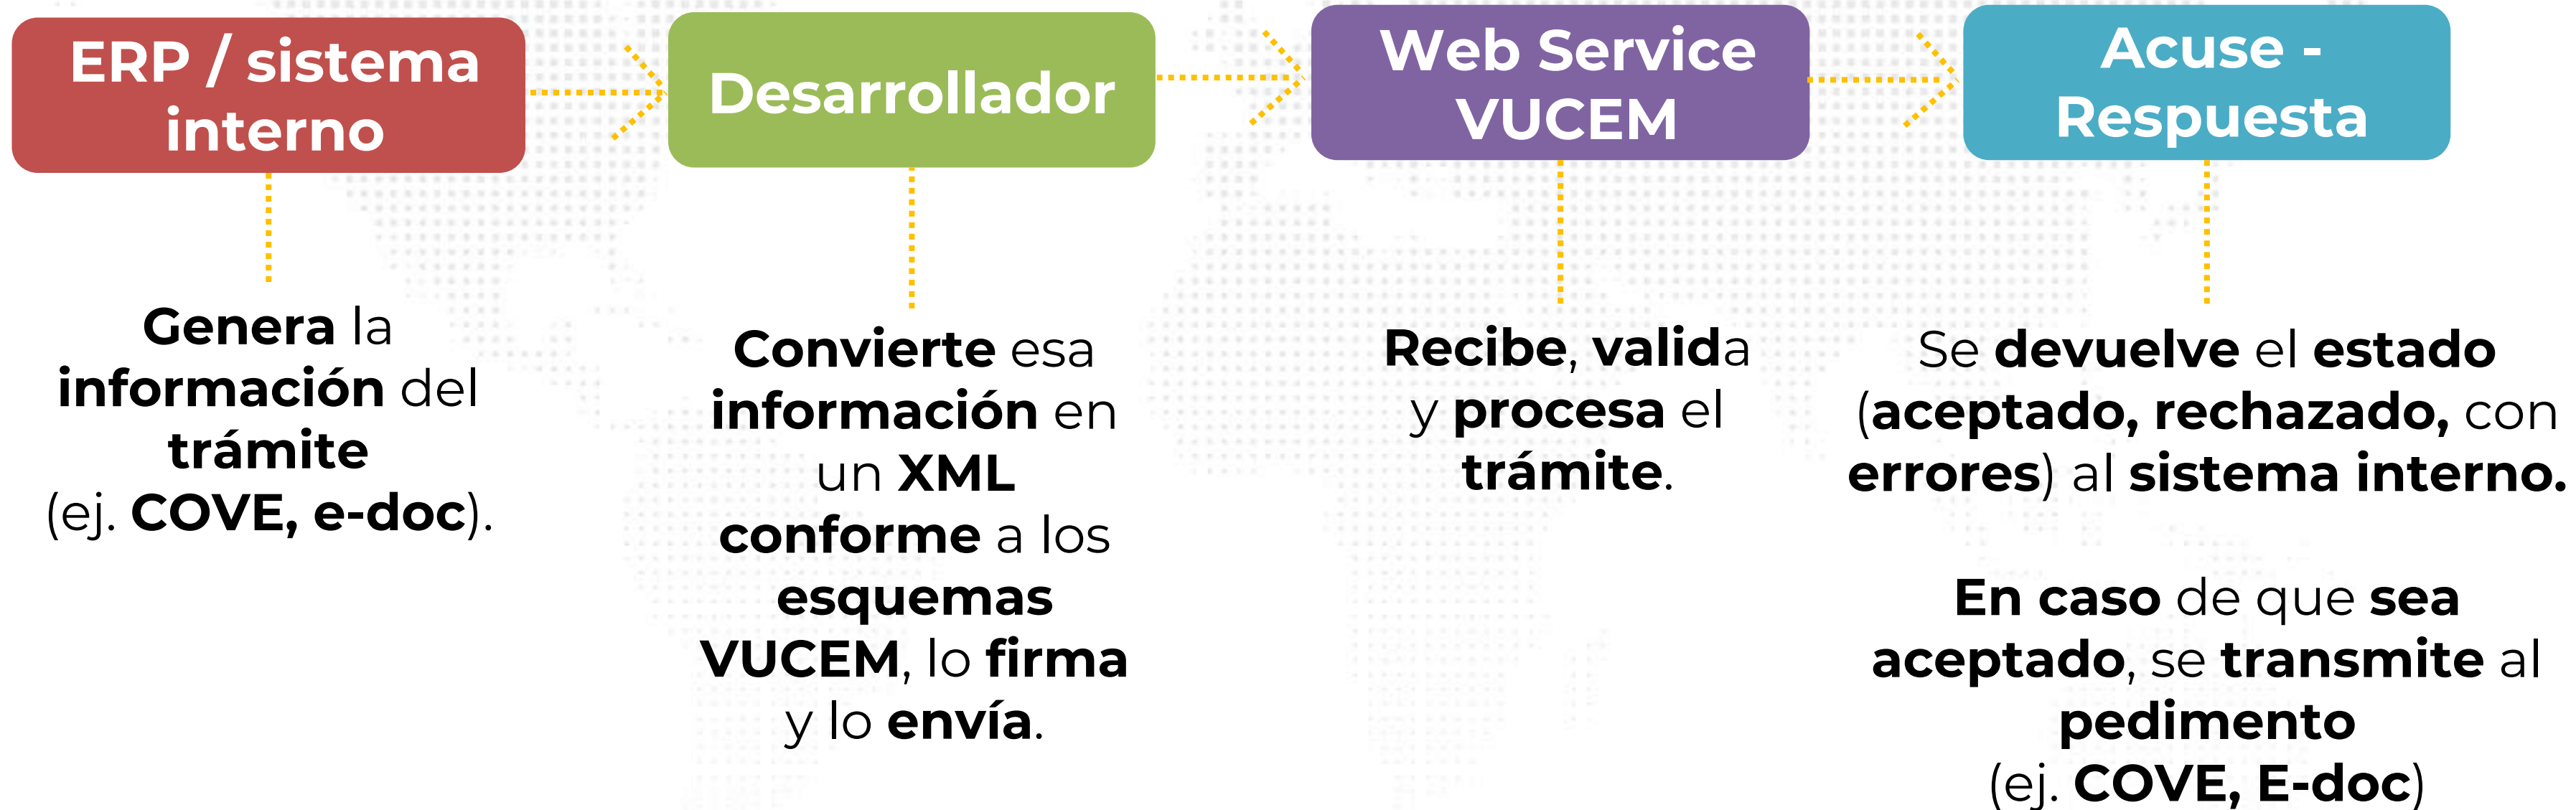 ERP / sistema
interno
Desarrollador
Web Service
VUCEM
Acuse -
Respuesta
Genera la
información del
trámite
(ej. COVE, e-doc).
Convierte esa
información en
un XML
conforme a los
esquemas
VUCEM, lo firma
y lo envía.
Recibe, valida
y procesa el
trámite.
Se devuelve el estado
(aceptado, rechazado, con
errores) al sistema interno.
En caso de que sea
aceptado, se transmite al
pedimento
(ej. COVE, E-doc)